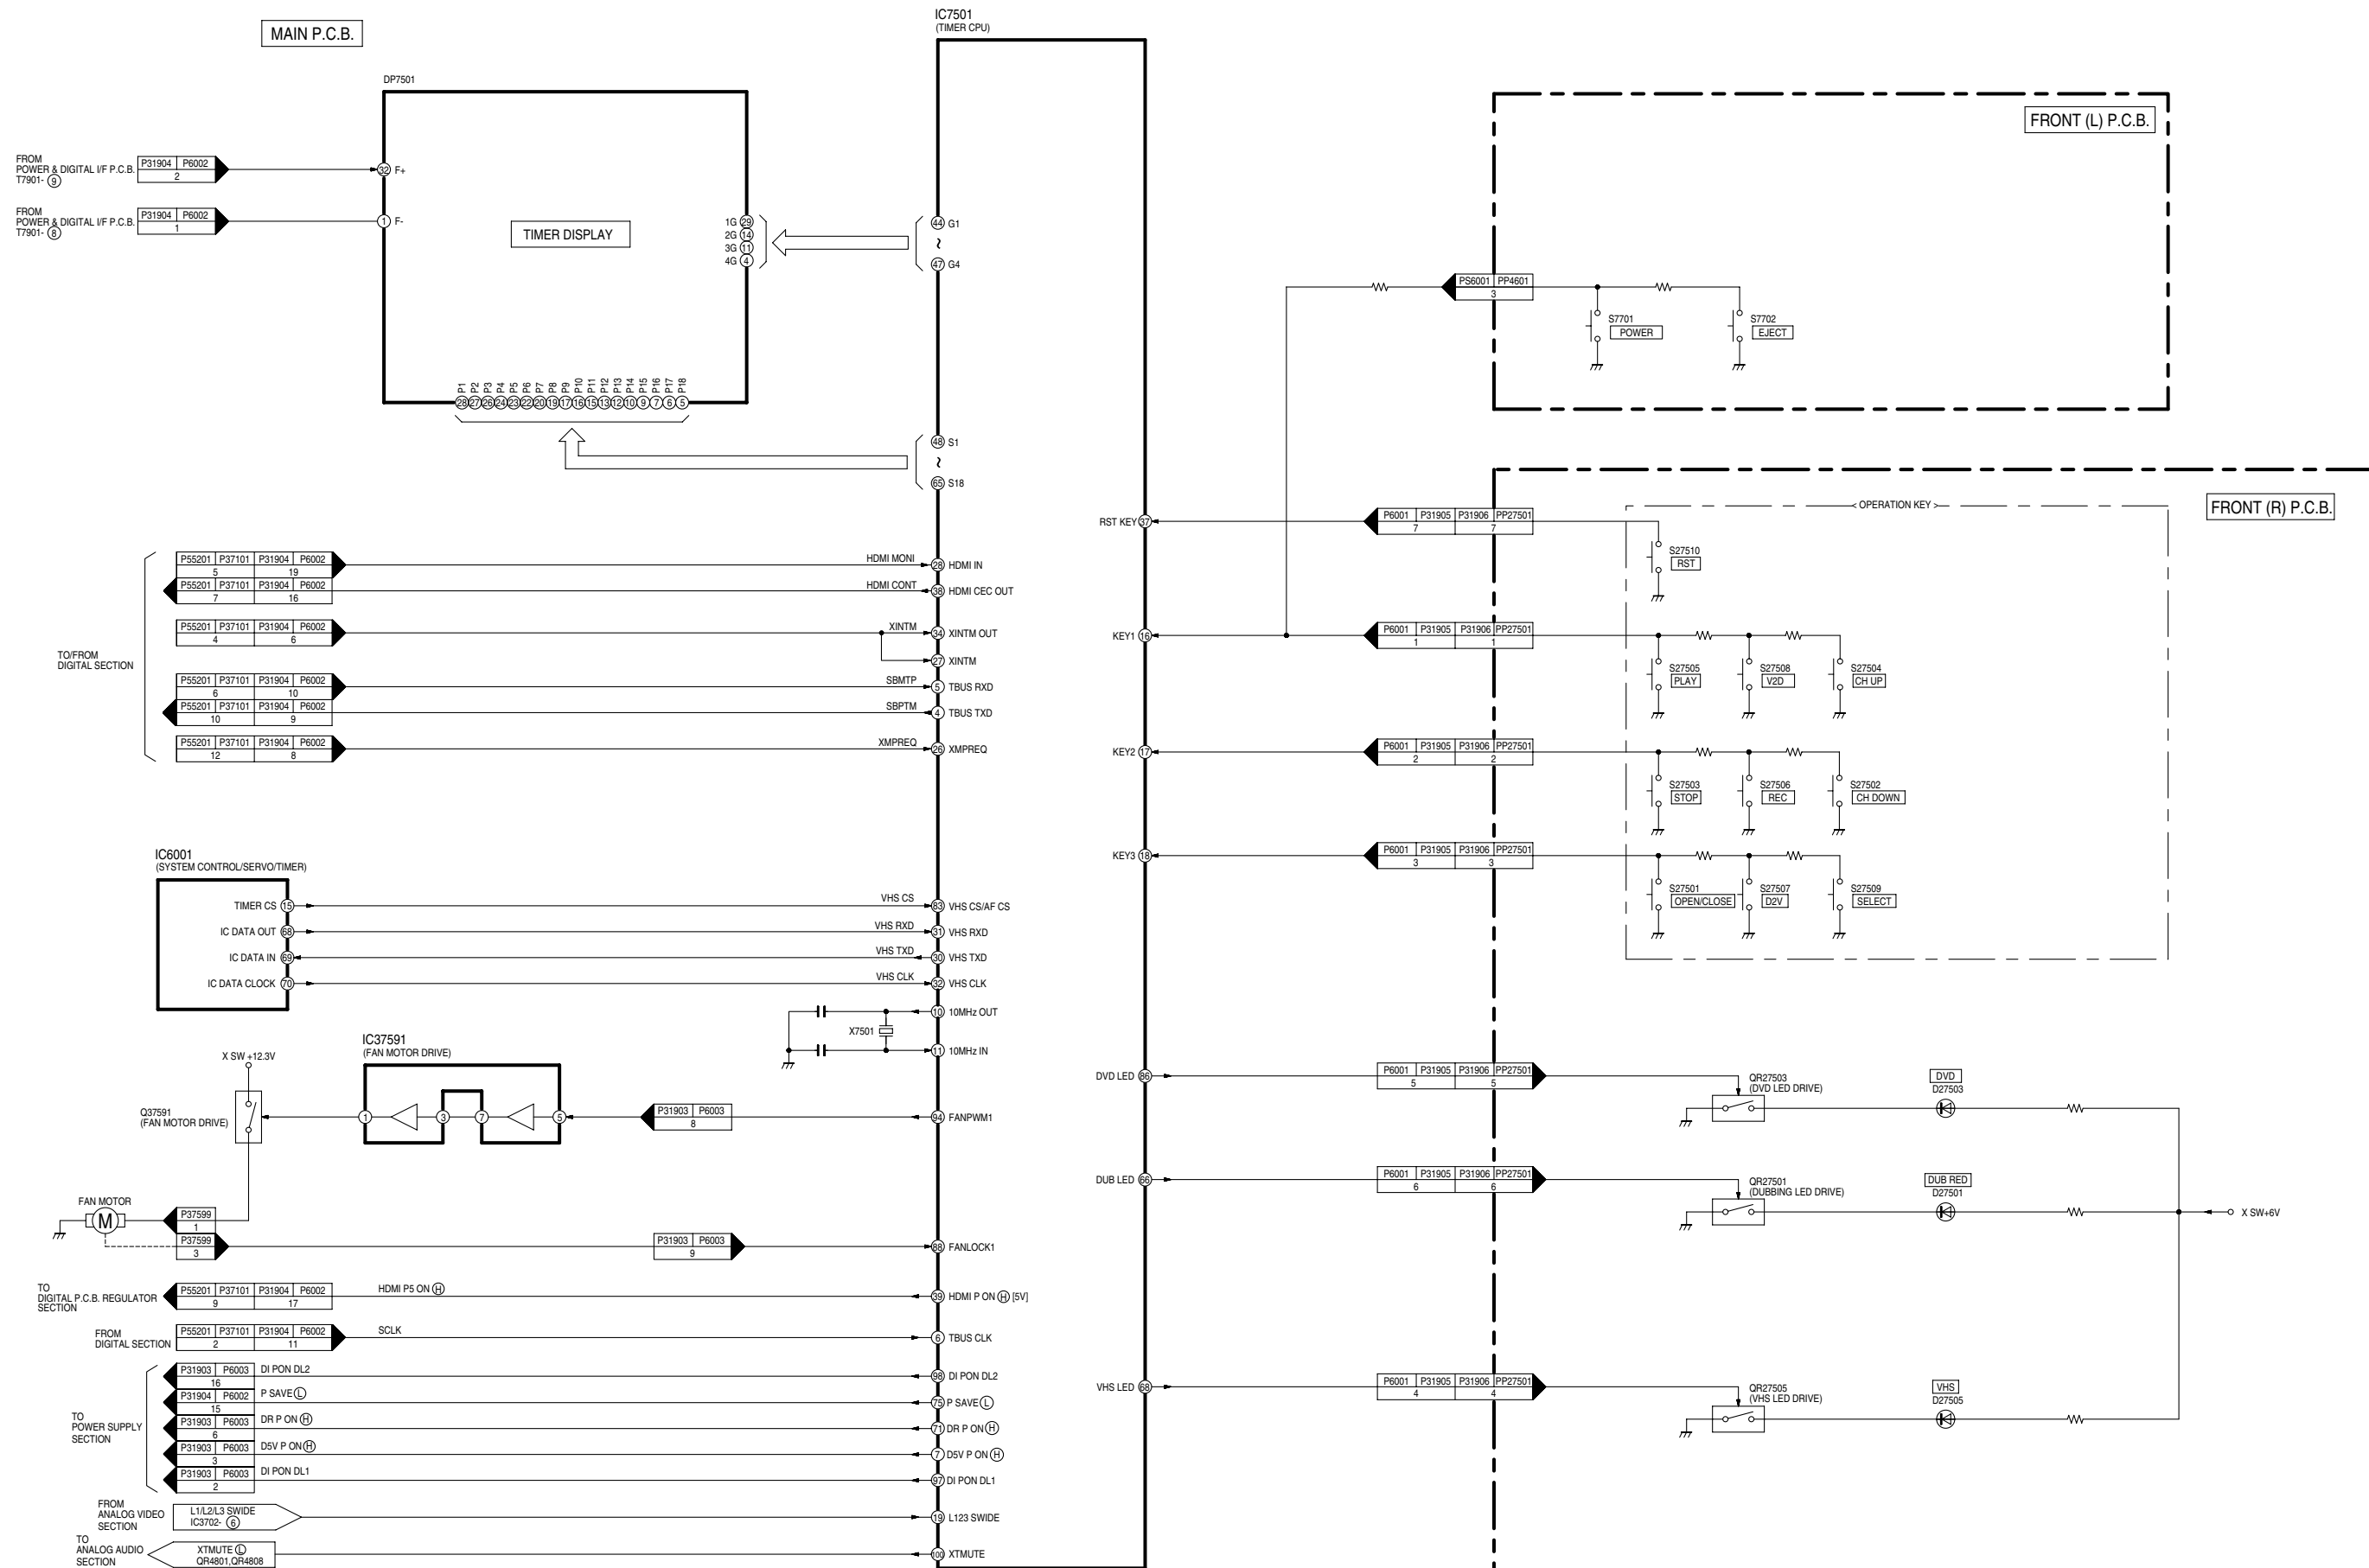 MAIN P.C.B.
IC7501
(TIMER CPU)
DP7501
FROM
POWER & DIGITAL I/F P.C.B.
T7901- 9
P31904 P6002
2
32 F+
FROM
POWER & DIGITAL I/F P.C.B.
T7901- 8
P31904 P6002
1
1 F-
TIMER DISPLAY
1G 29
2G 14
3G 11
4G 4
44 G1
~
47 G4
P1 P2 P3 P4 P5 P6 P7 P8 P9 P10 P11 P12 P13 P14 P15 P16 P17 P18
28 27 26 24 23 22 20 19 17 16 15 13 12 10 9 7 6 5
48 S1
~
65 S18
FRONT (L) P.C.B.
PS6001 PP4601
3
S7701
POWER
S7702
EJECT
FRONT (R) P.C.B.
< OPERATION KEY >
RST KEY 37
P6001 P31905 P31906 PP27501
7 7
S27510
RST
KEY1 16
P6001 P31905 P31906 PP27501
1 1
S27505
PLAY
S27508
V2D
S27504
CH UP
KEY2 17
P6001 P31905 P31906 PP27501
2 2
S27503
STOP
S27506
REC
S27502
CH DOWN
KEY3 18
P6001 P31905 P31906 PP27501
3 3
S27501
OPEN/CLOSE
S27507
D2V
S27509
SELECT
TO/FROM
DIGITAL SECTION
P55201 P37101 P31904 P6002
5 19
HDMI MONI
28 HDMI IN
P55201 P37101 P31904 P6002
7 16
HDMI CONT
38 HDMI CEC OUT
P55201 P37101 P31904 P6002
4 6
XINTM
34 XINTM OUT
27 XINTM
P55201 P37101 P31904 P6002
6 10
SBMTP
5 TBUS RXD
P55201 P37101 P31904 P6002
10 9
SBPTM
4 TBUS TXD
P55201 P37101 P31904 P6002
12 8
XMPREQ
26 XMPREQ
IC6001
(SYSTEM CONTROL/SERVO/TIMER)
TIMER CS 15
VHS CS
83 VHS CS/AF CS
IC DATA OUT 68
VHS RXD
31 VHS RXD
IC DATA IN 69
VHS TXD
30 VHS TXD
IC DATA CLOCK 70
VHS CLK
32 VHS CLK
10 10MHz OUT
X7501
11 10MHz IN
IC37591
(FAN MOTOR DRIVE)
X SW +12.3V
Q37591
(FAN MOTOR DRIVE)
1 3 7 5
P31903 P6003
8
94 FANPWM1
FAN MOTOR
M
P37599
1
P37599
3
P31903 P6003
9
88 FANLOCK1
TO
DIGITAL P.C.B. REGULATOR
SECTION
P55201 P37101 P31904 P6002
9 17
HDMI P5 ON H
39 HDMI P ON H [5V]
FROM
DIGITAL SECTION
P55201 P37101 P31904 P6002
2 11
SCLK
6 TBUS CLK
TO
POWER SUPPLY
SECTION
P31903 P6003
16
DI PON DL2
98 DI PON DL2
P31904 P6002
15
P SAVE L
75 P SAVE L
P31903 P6003
6
DR P ON H
71 DR P ON H
P31903 P6003
3
D5V P ON H
7 D5V P ON H
P31903 P6003
2
DI PON DL1
97 DI PON DL1
FROM
ANALOG VIDEO
SECTION
L1/L2/L3 SWIDE
IC3702- 6
19 L123 SWIDE
TO
ANALOG AUDIO
SECTION
XTMUTE L
QR4801,QR4808
100 XTMUTE
DVD LED 86
P6001 P31905 P31906 PP27501
5 5
QR27503
(DVD LED DRIVE)
DVD
D27503
DUB LED 66
P6001 P31905 P31906 PP27501
6 6
QR27501
(DUBBING LED DRIVE)
DUB RED
D27501
X SW+6V
VHS LED 68
P6001 P31905 P31906 PP27501
4 4
QR27505
(VHS LED DRIVE)
VHS
D27505